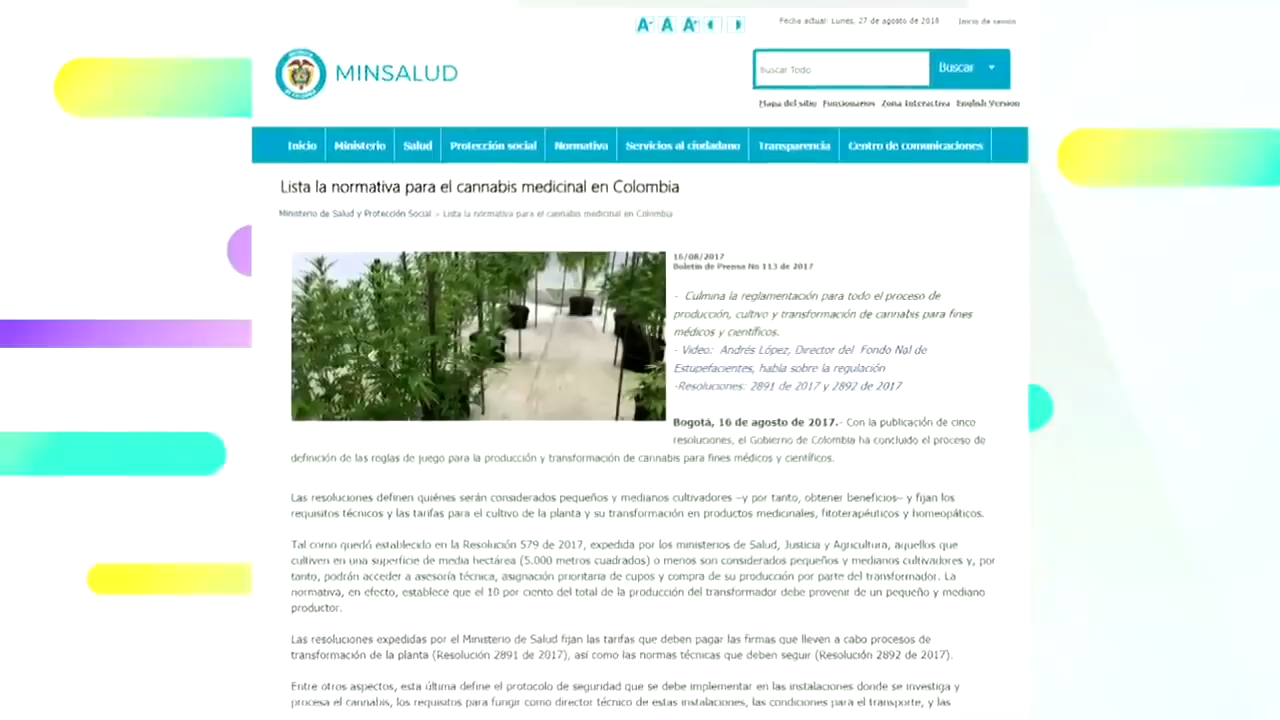 A- A A+
Fecha actual: Lunes, 27 de agosto de 2018 Inicio de sesión
MINSALUD
Buscar Todo
Buscar
Mapa del sitio Funcionarios Zona Interactiva English Version
Inicio Ministerio Salud Protección social Normativa Servicios al ciudadano Transparencia Centro de comunicaciones
Lista la normativa para el cannabis medicinal en Colombia
Ministerio de Salud y Protección Social > Lista la normativa para el cannabis medicinal en Colombia
16/08/2017
Boletín de Prensa No 113 de 2017
- Culmina la reglamentación para todo el proceso de
producción, cultivo y transformación de cannabis para fines
médicos y científicos.
- Video: Andrés López, Director del Fondo Nal de
Estupefacientes, habla sobre la regulación
-Resoluciones: 2891 de 2017 y 2892 de 2017
Bogotá, 16 de agosto de 2017.- Con la publicación de cinco
resoluciones, el Gobierno de Colombia ha concluido el proceso de
definición de las reglas de juego para la producción y transformación de cannabis para fines médicos y científicos.
Las resoluciones definen quiénes serán considerados pequeños y medianos cultivadores –y por tanto, obtener beneficios– y fijan los
requisitos técnicos y las tarifas para el cultivo de la planta y su transformación en productos medicinales, fitoterapéuticos y homeopáticos.
Tal como quedó establecido en la Resolución 579 de 2017, expedida por los ministerios de Salud, Justicia y Agricultura, aquellos que
cultiven en una superficie de media hectárea (5.000 metros cuadrados) o menos son considerados pequeños y medianos cultivadores y, por
tanto, podrán acceder a asesoría técnica, asignación prioritaria de cupos y compra de su producción por parte del transformador. La
normativa, en efecto, establece que el 10 por ciento del total de la producción del transformador debe provenir de un pequeño y mediano
productor.
Las resoluciones expedidas por el Ministerio de Salud fijan las tarifas que deben pagar las firmas que lleven a cabo procesos de
transformación de la planta (Resolución 2891 de 2017), así como las normas técnicas que deben seguir (Resolución 2892 de 2017).
Entre otros aspectos, esta última define el protocolo de seguridad que se debe implementar en las instalaciones donde se investiga y
procesa el cannabis, los requisitos para fungir como director técnico de estas instalaciones, las condiciones para el transporte, y las